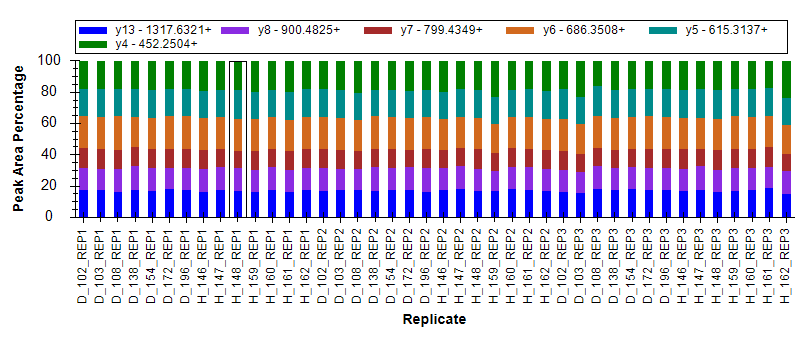 y13 - 1317.6321+ y8 - 900.4825+ y7 - 799.4349+ y6 - 686.3508+ y5 - 615.3137+
y4 - 452.2504+
Peak Area Percentage
100
80
60
40
20
0
D_102_REP1
D_103_REP1
D_108_REP1
D_138_REP1
D_154_REP1
D_172_REP1
D_196_REP1
H_146_REP1
H_147_REP1
H_148_REP1
H_159_REP1
H_160_REP1
H_161_REP1
H_162_REP1
D_102_REP2
D_103_REP2
D_108_REP2
D_138_REP2
D_154_REP2
D_172_REP2
D_196_REP2
H_146_REP2
H_147_REP2
H_148_REP2
H_159_REP2
H_160_REP2
H_161_REP2
H_162_REP2
D_102_REP3
D_103_REP3
D_108_REP3
D_138_REP3
D_154_REP3
D_172_REP3
D_196_REP3
H_146_REP3
H_147_REP3
H_148_REP3
H_159_REP3
H_160_REP3
H_161_REP3
H_162_REP3
Replicate